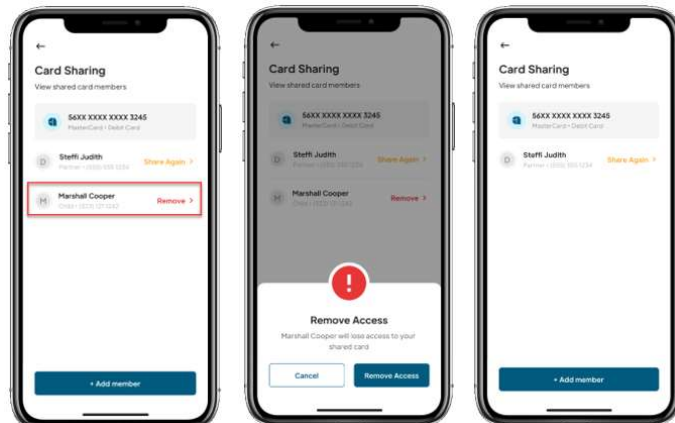 ←
Card Sharing
View shared card members
56XX XXXX XXXX 3245
MasterCard • Debit Card
D
Steffi Judith
Share Again >
M
Marshall Cooper
Remove >
+ Add member
←
Card Sharing
View shared card members
56XX XXXX XXXX 3245
MasterCard • Debit Card
D
Steffi Judith
Share Again >
M
Marshall Cooper
Remove >
!
Remove Access
Marshall Cooper will lose access to your
shared card
Cancel
Remove Access
←
Card Sharing
View shared card members
56XX XXXX XXXX 3245
MasterCard • Debit Card
D
Steffi Judith
Share Again >
+ Add member